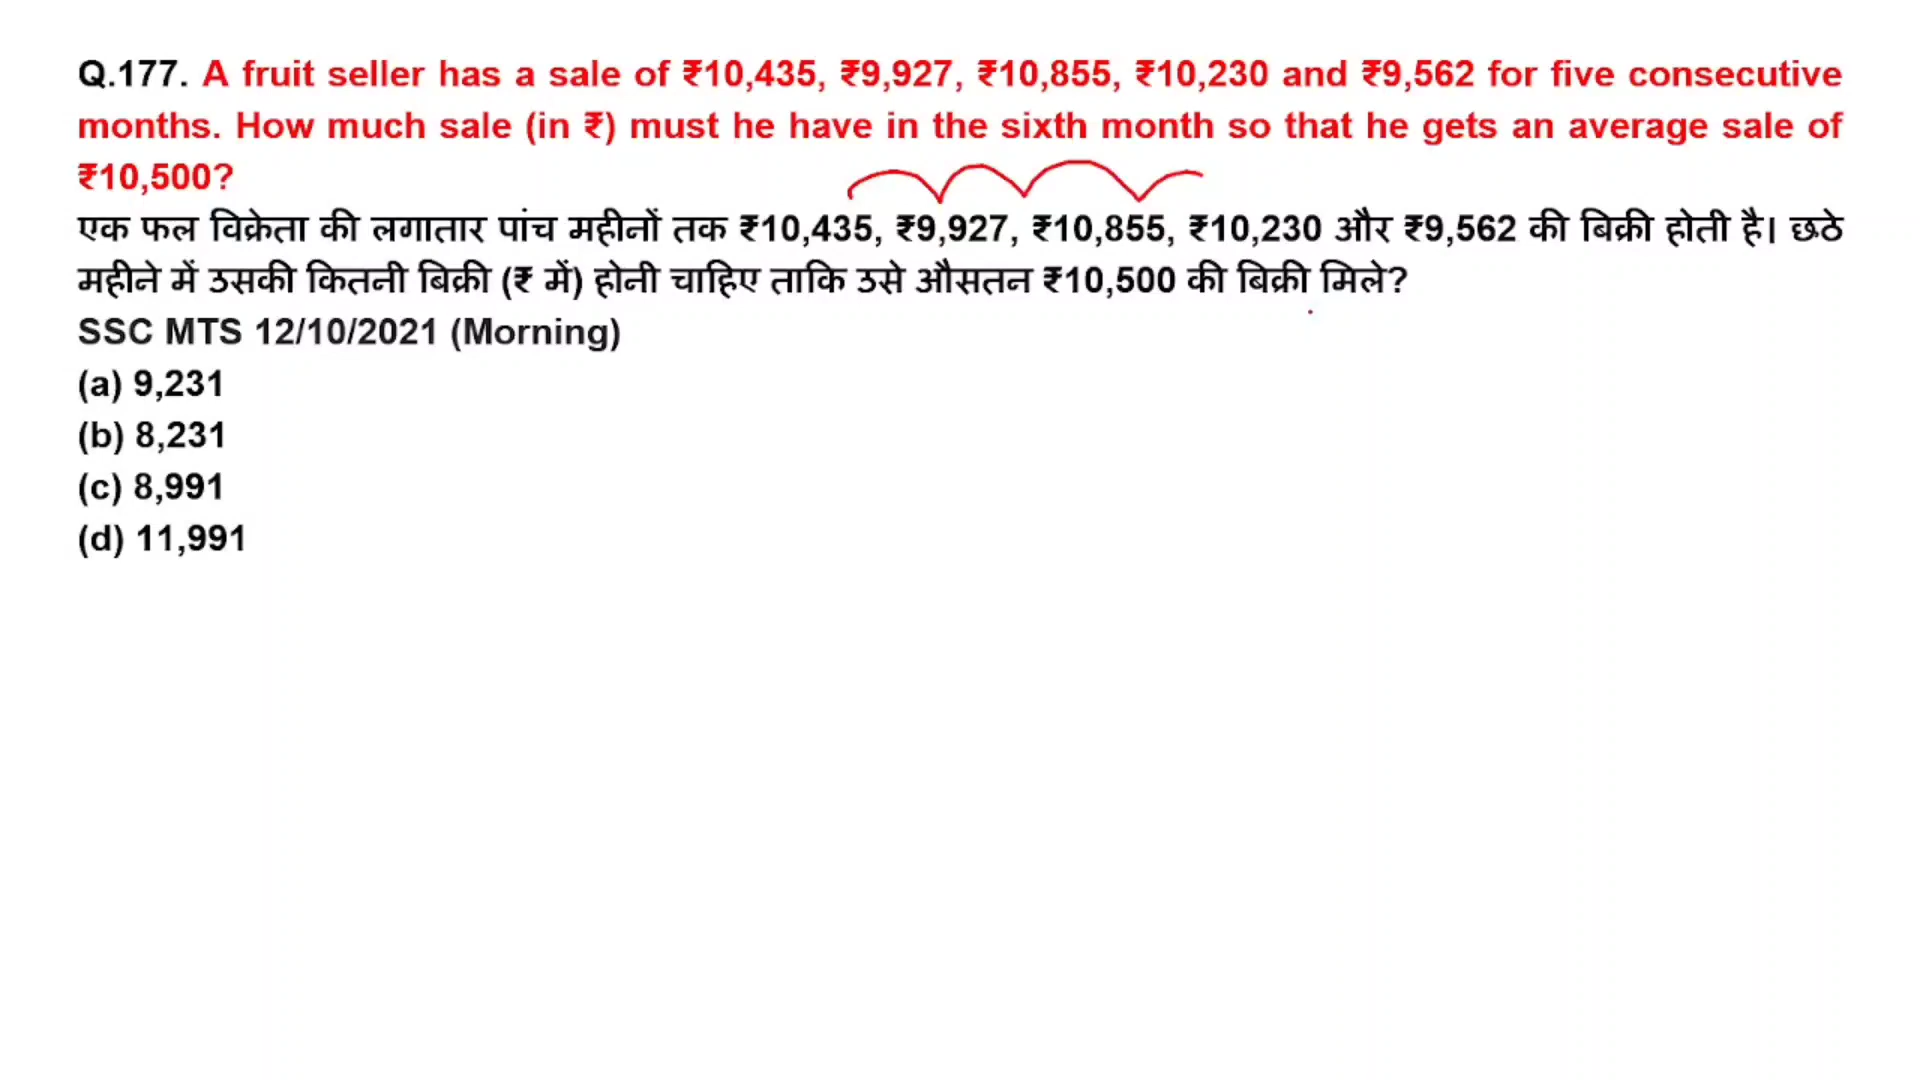 Q.177. A fruit seller has a sale of ₹10,435, ₹9,927, ₹10,855, ₹10,230 and ₹9,562 for five consecutive
months. How much sale (in ₹) must he have in the sixth month so that he gets an average sale of
₹10,500?
एक फल विक्रेता की लगातार पांच महीनों तक ₹10,435, ₹9,927, ₹10,855, ₹10,230 और ₹9,562 की बिक्री होती है। छठे
महीने में उसकी कितनी बिक्री (₹ में) होनी चाहिए ताकि उसे औसतन ₹10,500 की बिक्री मिले?
SSC MTS 12/10/2021 (Morning)
(a) 9,231
(b) 8,231
(c) 8,991
(d) 11,991